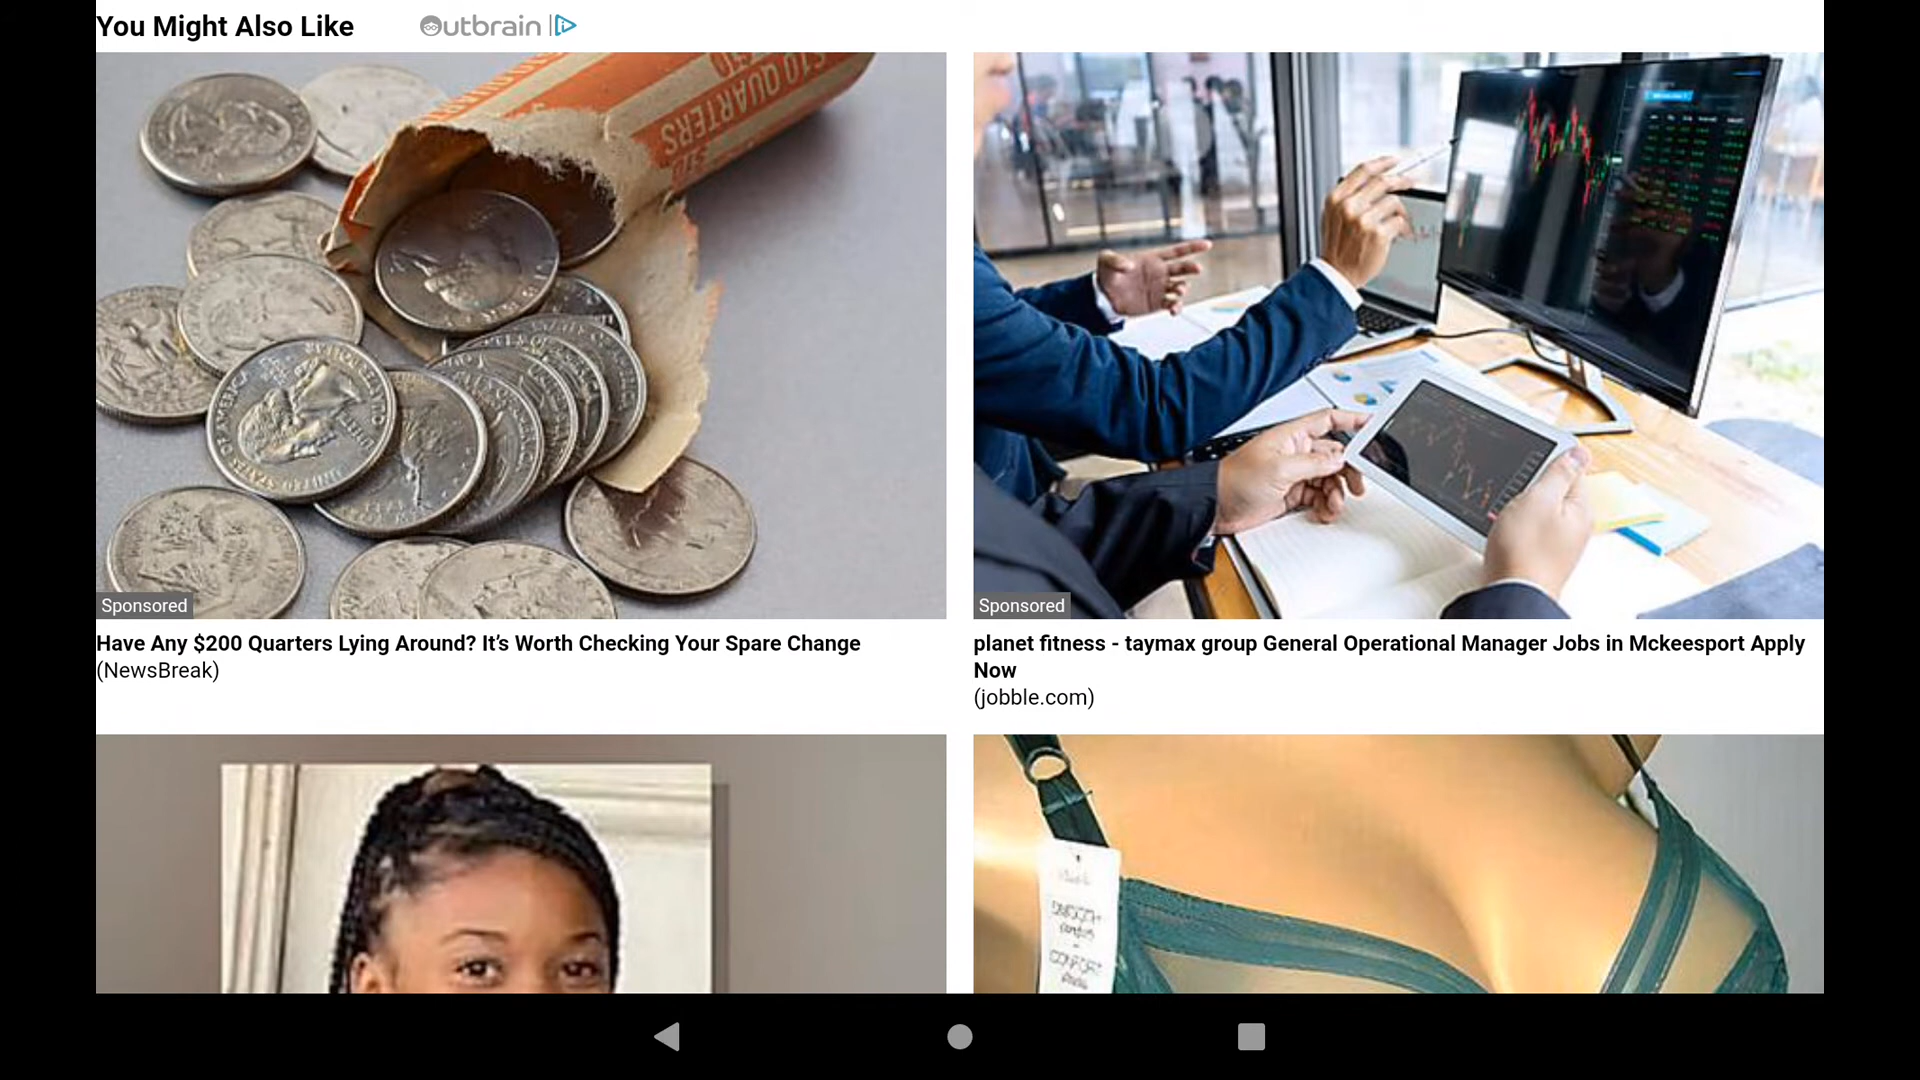 You Might Also Like
Outbrain
$10 QUARTERS
Sponsored
Have Any $200 Quarters Lying Around? It’s Worth Checking Your Spare Change
(NewsBreak)
Sponsored
planet fitness - taymax group General Operational Manager Jobs in Mckeesport Apply
Now
(jobble.com)